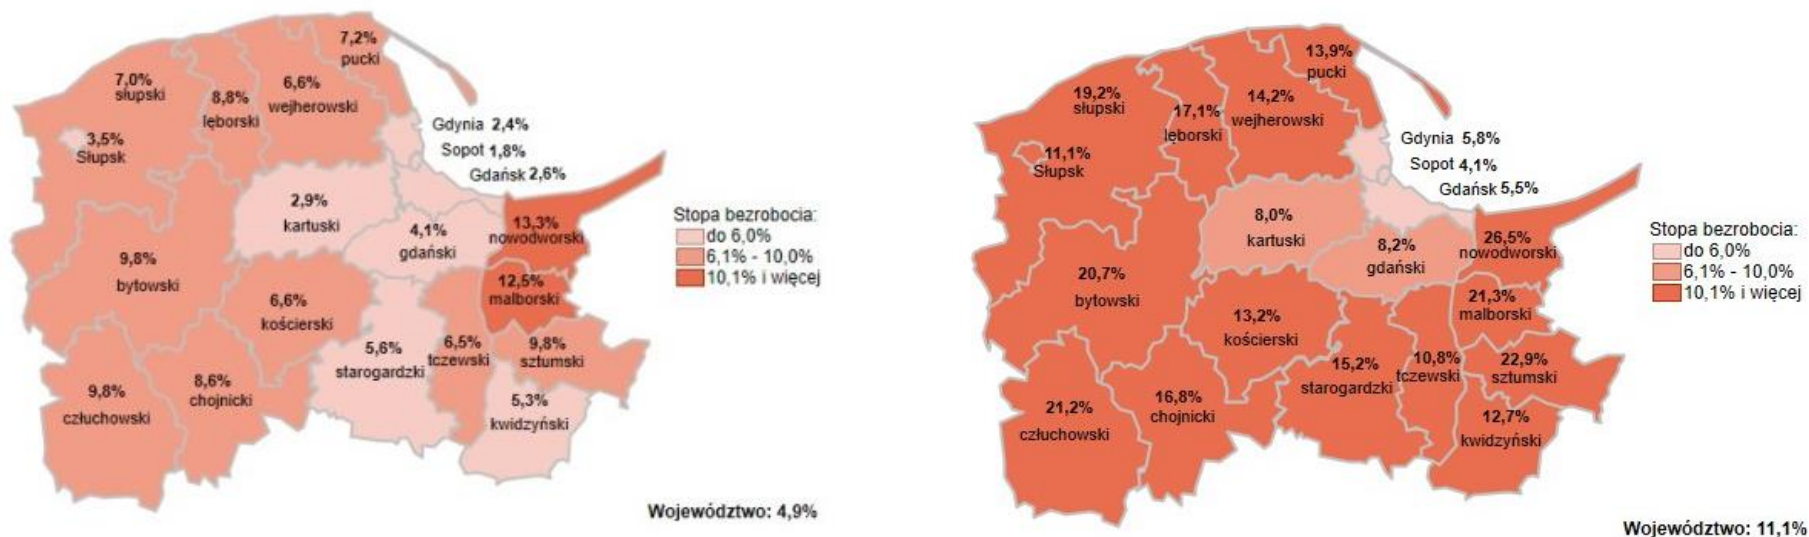 7,2%
pucki
7,0%
słupski
8,8%
lęborski
6,6%
wejherowski
3,5%
Słupsk
Gdynia 2,4%
Sopot 1,8%
Gdańsk 2,6%
2,9%
kartuski
4,1%
gdański
13,3%
nowodworski
9,8%
bytowski
12,5%
malborski
6,6%
kościerski
5,6%
starogardzki
6,5%
tczewski
9,8%
sztumski
9,8%
człuchowski
8,6%
chojnicki
5,3%
kwidzyński
Stopa bezrobocia:
do 6,0%
6,1% - 10,0%
10,1% i więcej
Województwo: 4,9%
13,9%
pucki
19,2%
słupski
17,1%
lęborski
14,2%
wejherowski
11,1%
Słupsk
Gdynia 5,8%
Sopot 4,1%
Gdańsk 5,5%
8,0%
kartuski
8,2%
gdański
26,5%
nowodworski
20,7%
bytowski
21,3%
malborski
13,2%
kościerski
15,2%
starogardzki
10,8%
tczewski
22,9%
sztumski
21,2%
człuchowski
16,8%
chojnicki
12,7%
kwidzyński
Stopa bezrobocia:
do 6,0%
6,1% - 10,0%
10,1% i więcej
Województwo: 11,1%